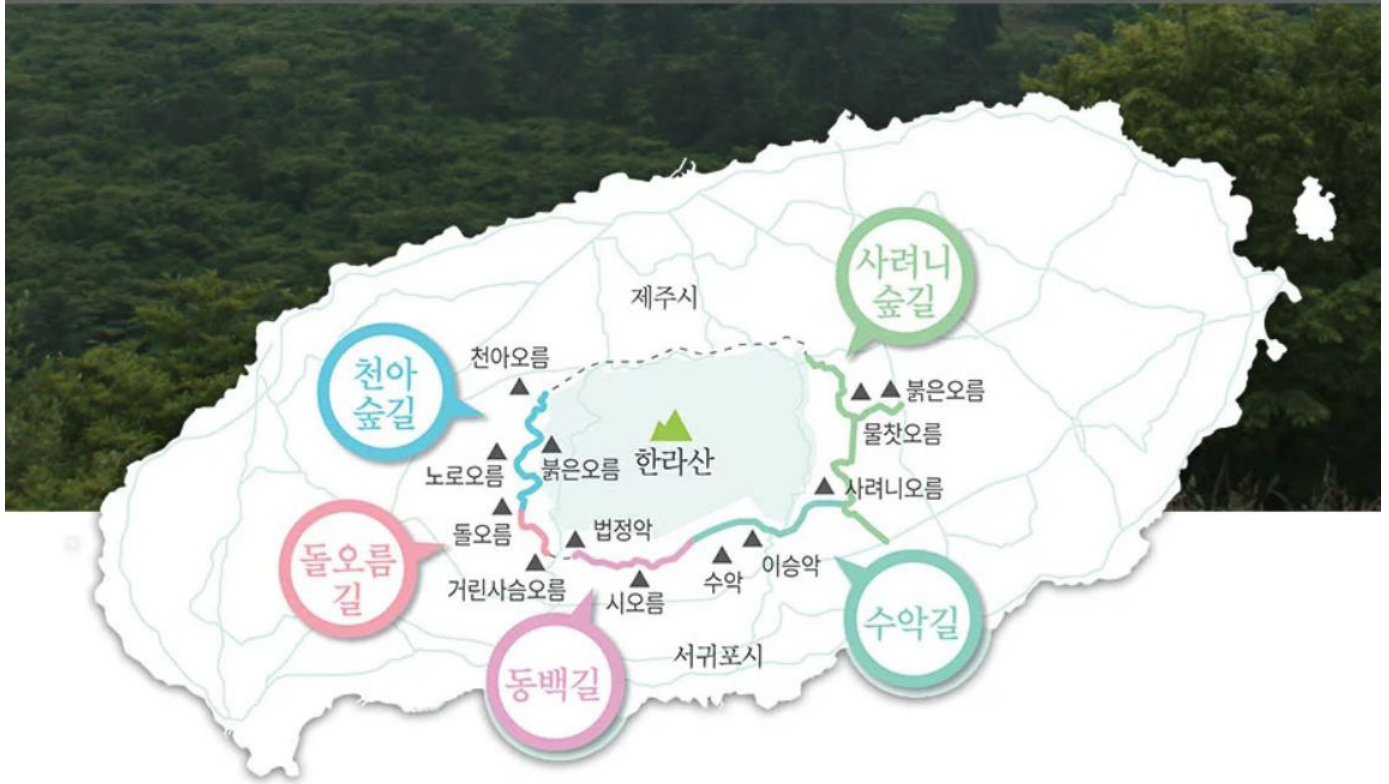 사려니
숲길
제주시
천아오름
천아
숲길
붉은오름
물찻오름
노로오름
붉은오름
한라산
사려니오름
돌오름
법정악
돌오름
길
거린사슴오름
시오름
수악
이승악
수악길
서귀포시
동백길